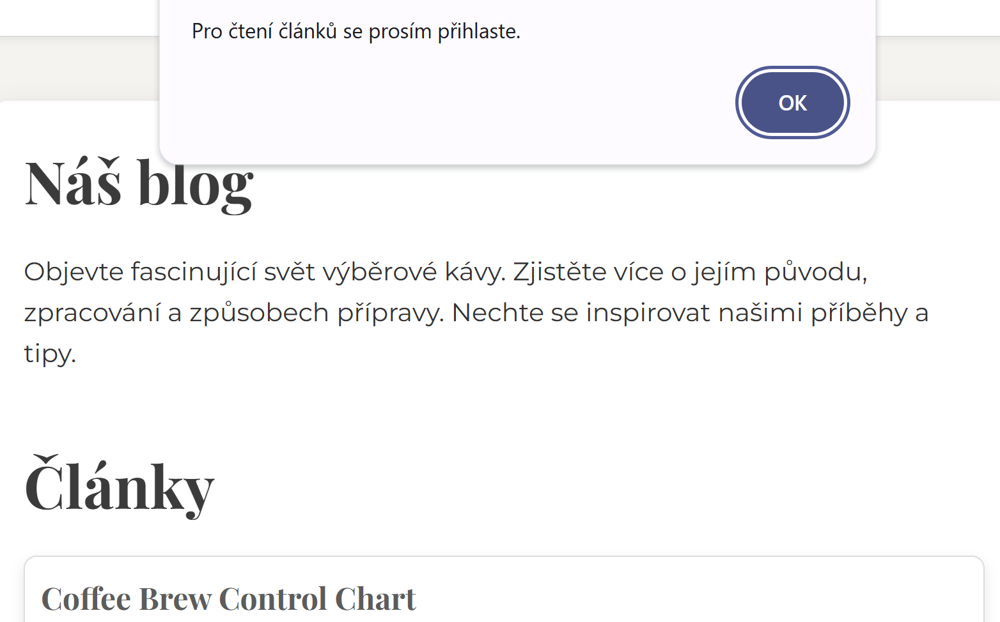 Pro čtení článků se prosím přihlaste.
OK
Náš blog
Objevte fascinující svět výběrové kávy. Zjistěte více o jejím původu,
zpracování a způsobech přípravy. Nechte se inspirovat našimi příběhy a
tipy.
Články
Coffee Brew Control Chart